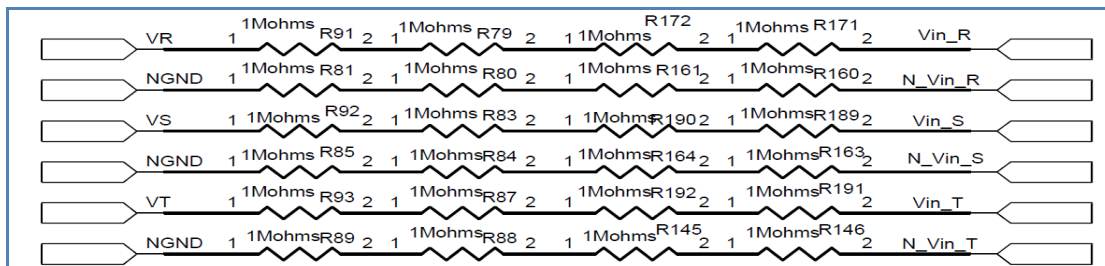 VR 1 1Mohms R91 2 1 1Mohms R79 2 1 1Mohms R172 2 1 1Mohms R171 2 Vin_R
NGND 1 1Mohms R81 2 1 1Mohms R80 2 1 1Mohms R161 2 1 1Mohms R160 2 N_Vin_R
VS 1 1Mohms R92 2 1 1Mohms R83 2 1 1Mohms R190 2 1 1Mohms R189 2 Vin_S
NGND 1 1Mohms R85 2 1 1Mohms R84 2 1 1Mohms R164 2 1 1Mohms R163 2 N_Vin_S
VT 1 1Mohms R93 2 1 1Mohms R87 2 1 1Mohms R192 2 1 1Mohms R191 2 Vin_T
NGND 1 1Mohms R89 2 1 1Mohms R88 2 1 1Mohms R145 2 1 1Mohms R146 2 N_Vin_T